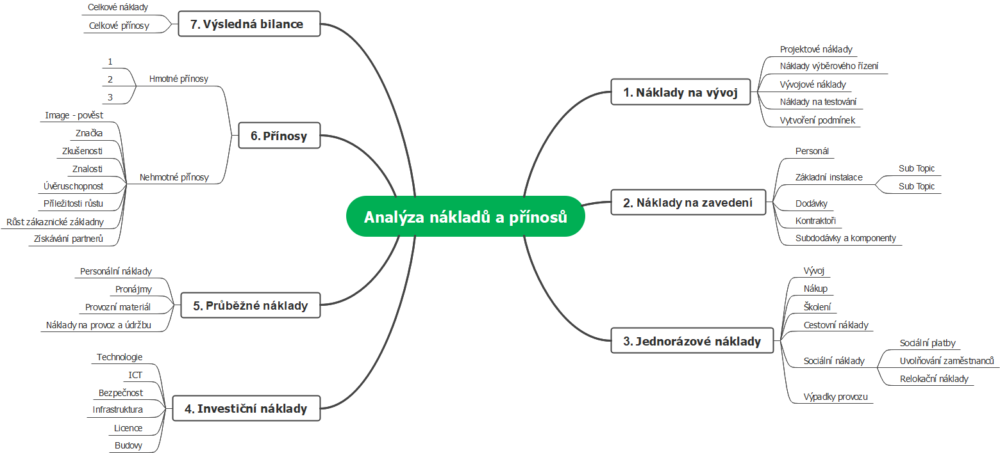 Analýza nákladů a přínosů
1. Náklady na vývoj
Projektové náklady
Náklady výběrového řízení
Vývojové náklady
Náklady na testování
Vytvoření podmínek
2. Náklady na zavedení
Personál
Základní instalace
Sub Topic
Sub Topic
Dodávky
Kontraktoři
Subdodávky a komponenty
3. Jednorázové náklady
Vývoj
Nákup
Školení
Cestovní náklady
Sociální náklady
Sociální platby
Uvolňování zaměstnanců
Relokační náklady
Výpadky provozu
4. Investiční náklady
Technologie
ICT
Bezpečnost
Infrastruktura
Licence
Budovy
5. Průběžné náklady
Personální náklady
Pronájmy
Provozní materiál
Náklady na provoz a údržbu
6. Přínosy
Hmotné přínosy
1
2
3
Nehmotné přínosy
Image - pověst
Značka
Zkušenosti
Znalosti
Úvěruschopnost
Příležitosti růstu
Růst zákaznické základny
Získávání partnerů
7. Výsledná bilance
Celkové náklady
Celkové přínosy